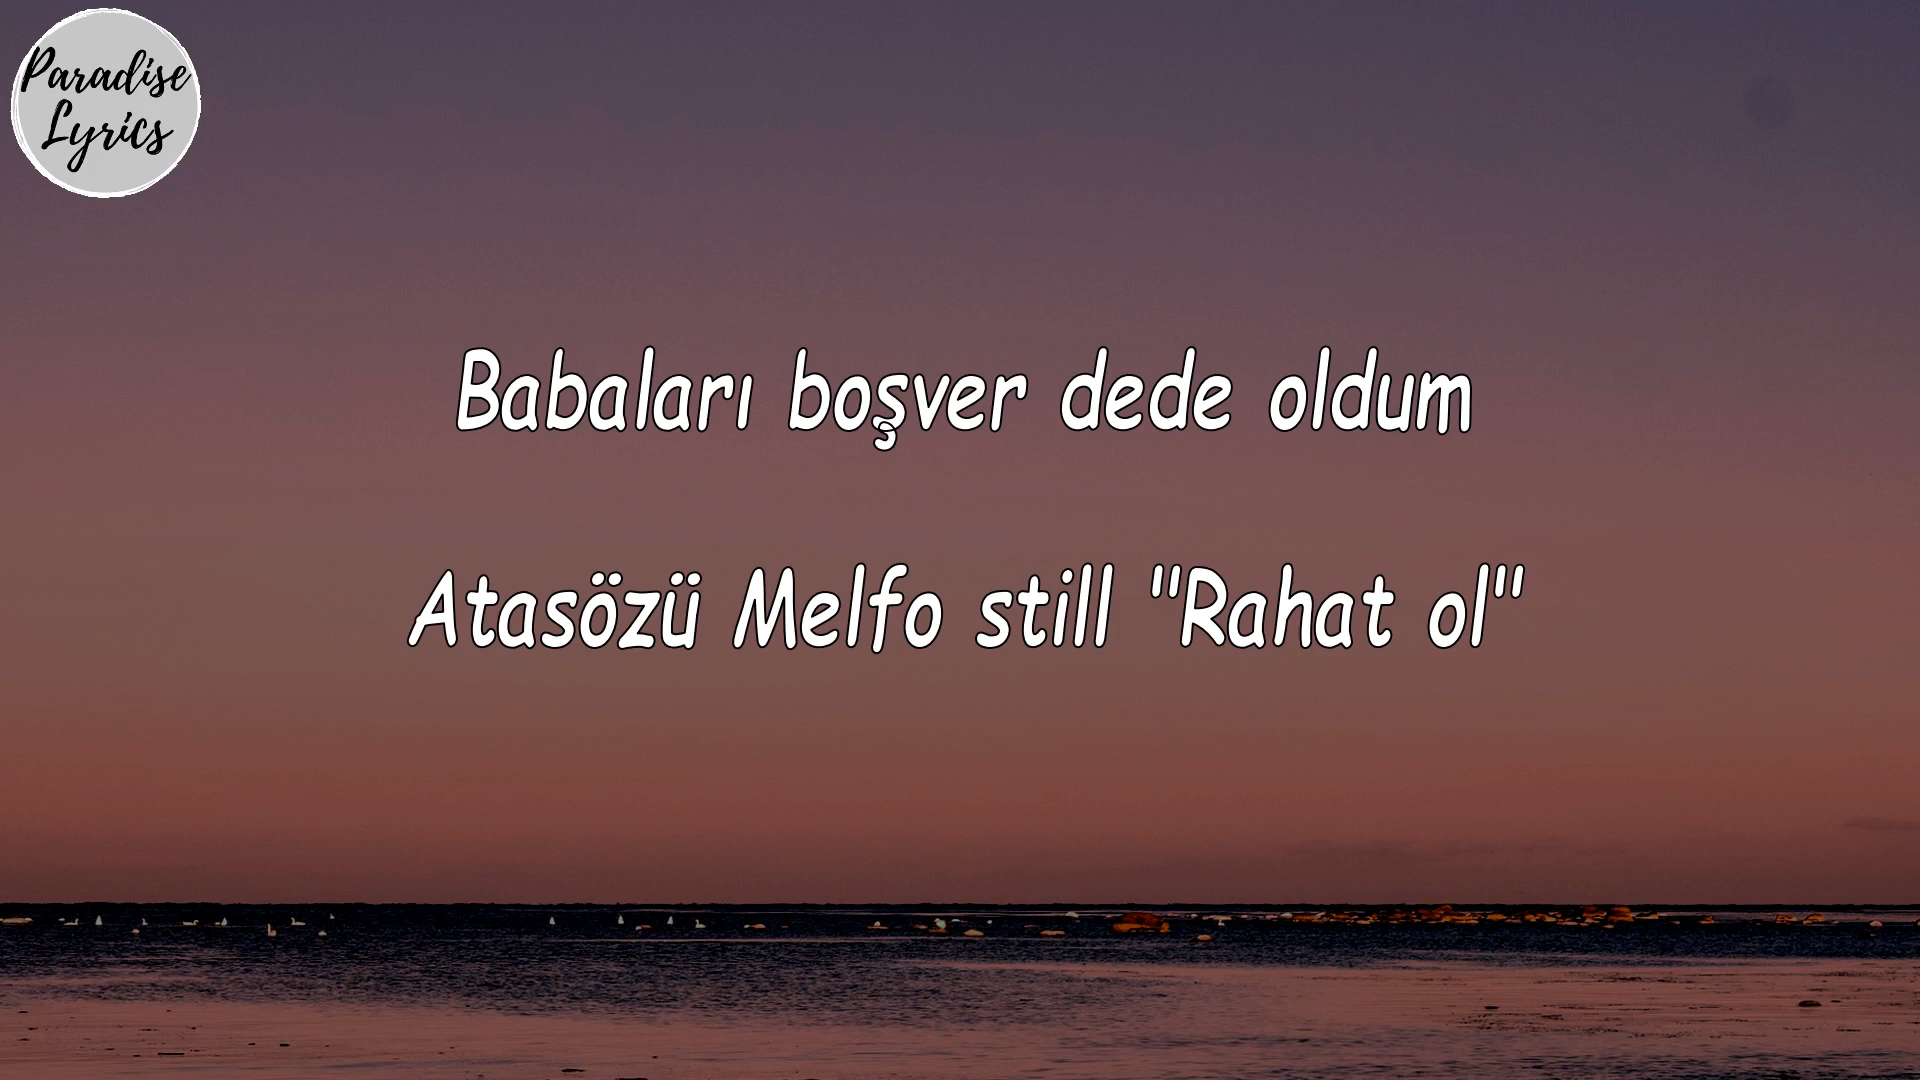 Paradise
Lyrics
Babaları boşver dede oldum
Atasözü Melfo still "Rahat ol"